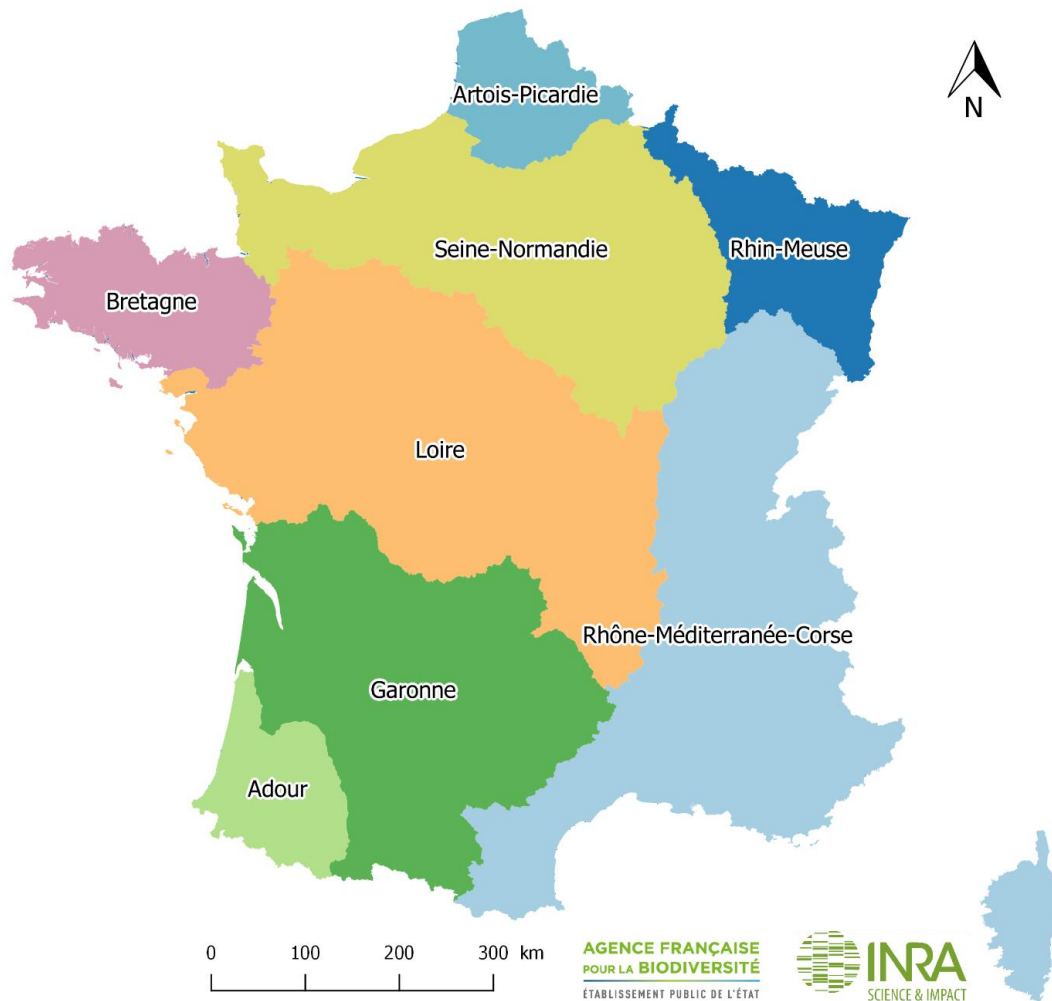 Artois-Picardie
N
Seine-Normandie
Rhin-Meuse
Bretagne
Loire
Rhône-Méditerranée-Corse
Garonne
Adour
0 100 200 300 km
AGENCE FRANÇAISE
POUR LA BIODIVERSITÉ
ÉTABLISSEMENT PUBLIC DE L'ÉTAT
INRA
SCIENCE & IMPACT